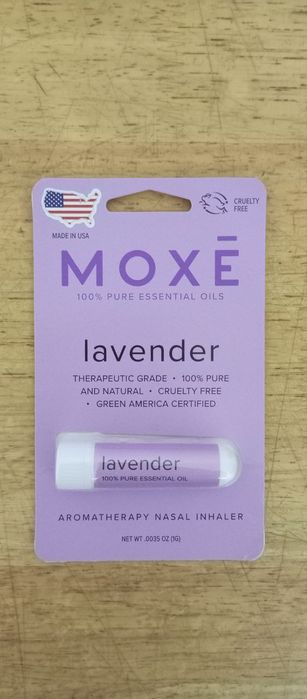 MADE IN USA
CRUELTY
FREE
MOXĒ
100% PURE ESSENTIAL OILS
lavender
THERAPEUTIC GRADE • 100% PURE
AND NATURAL • CRUELTY FREE
• GREEN AMERICA CERTIFIED
lavender
100% PURE ESSENTIAL OIL
AROMATHERAPY NASAL INHALER
NET WT .0035 OZ (1G)